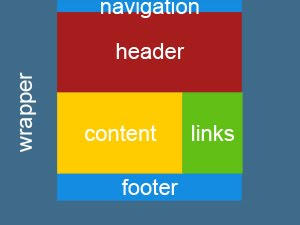 navigation
header
wrapper
content
links
footer